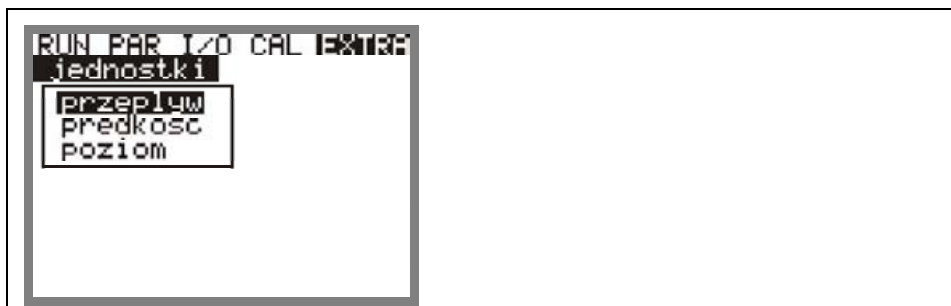 RUN PAR I/O CAL EXTRA
jednostki
przeplyw
predkosc
poziom